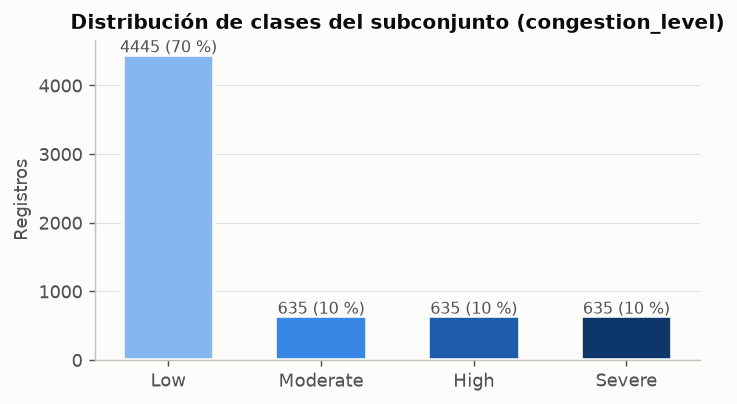 Distribución de clases del subconjunto (congestion_level)
4445 (70 %)
4000
3000
2000
1000
0
Registros
635 (10 %)
635 (10 %)
635 (10 %)
Low
Moderate
High
Severe